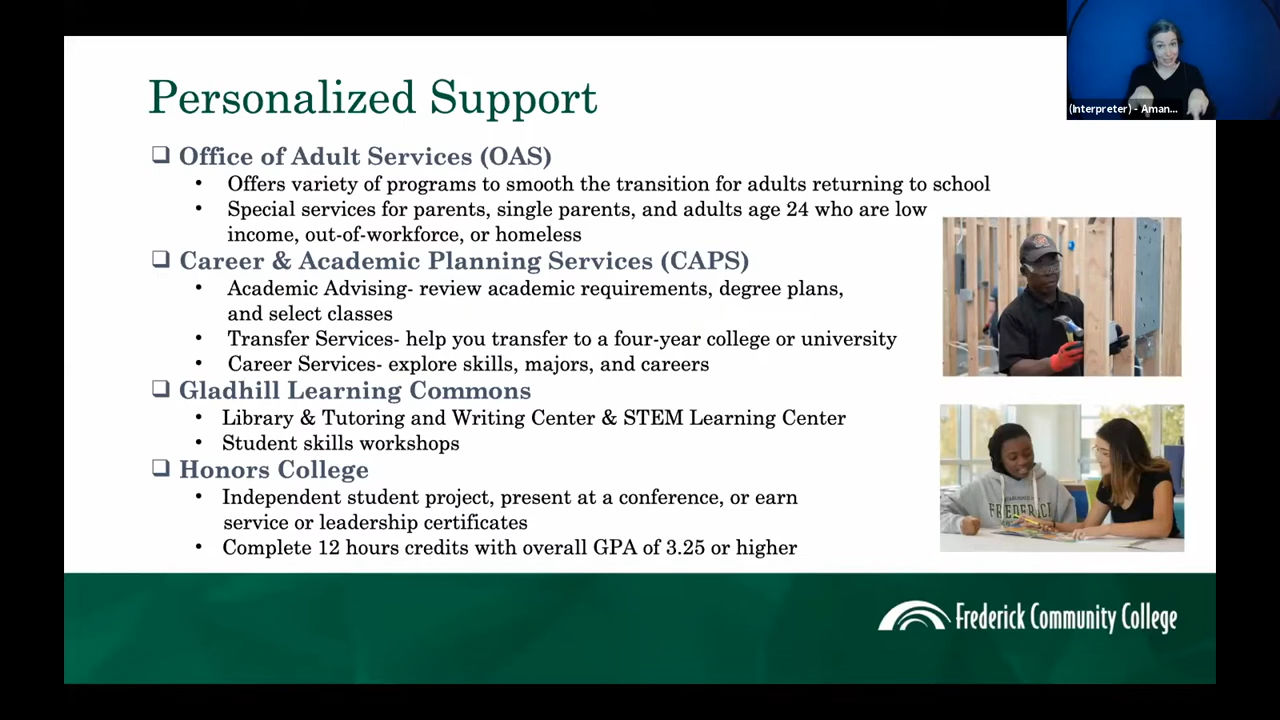 (Interpreter) - Aman...
Personalized Support
❑ Office of Adult Services (OAS)
• Offers variety of programs to smooth the transition for adults returning to school
• Special services for parents, single parents, and adults age 24 who are low
income, out-of-workforce, or homeless
❑ Career & Academic Planning Services (CAPS)
• Academic Advising- review academic requirements, degree plans,
and select classes
• Transfer Services- help you transfer to a four-year college or university
• Career Services- explore skills, majors, and careers
❑ Gladhill Learning Commons
• Library & Tutoring and Writing Center & STEM Learning Center
• Student skills workshops
❑ Honors College
• Independent student project, present at a conference, or earn
service or leadership certificates
• Complete 12 hours credits with overall GPA of 3.25 or higher
Frederick Community College